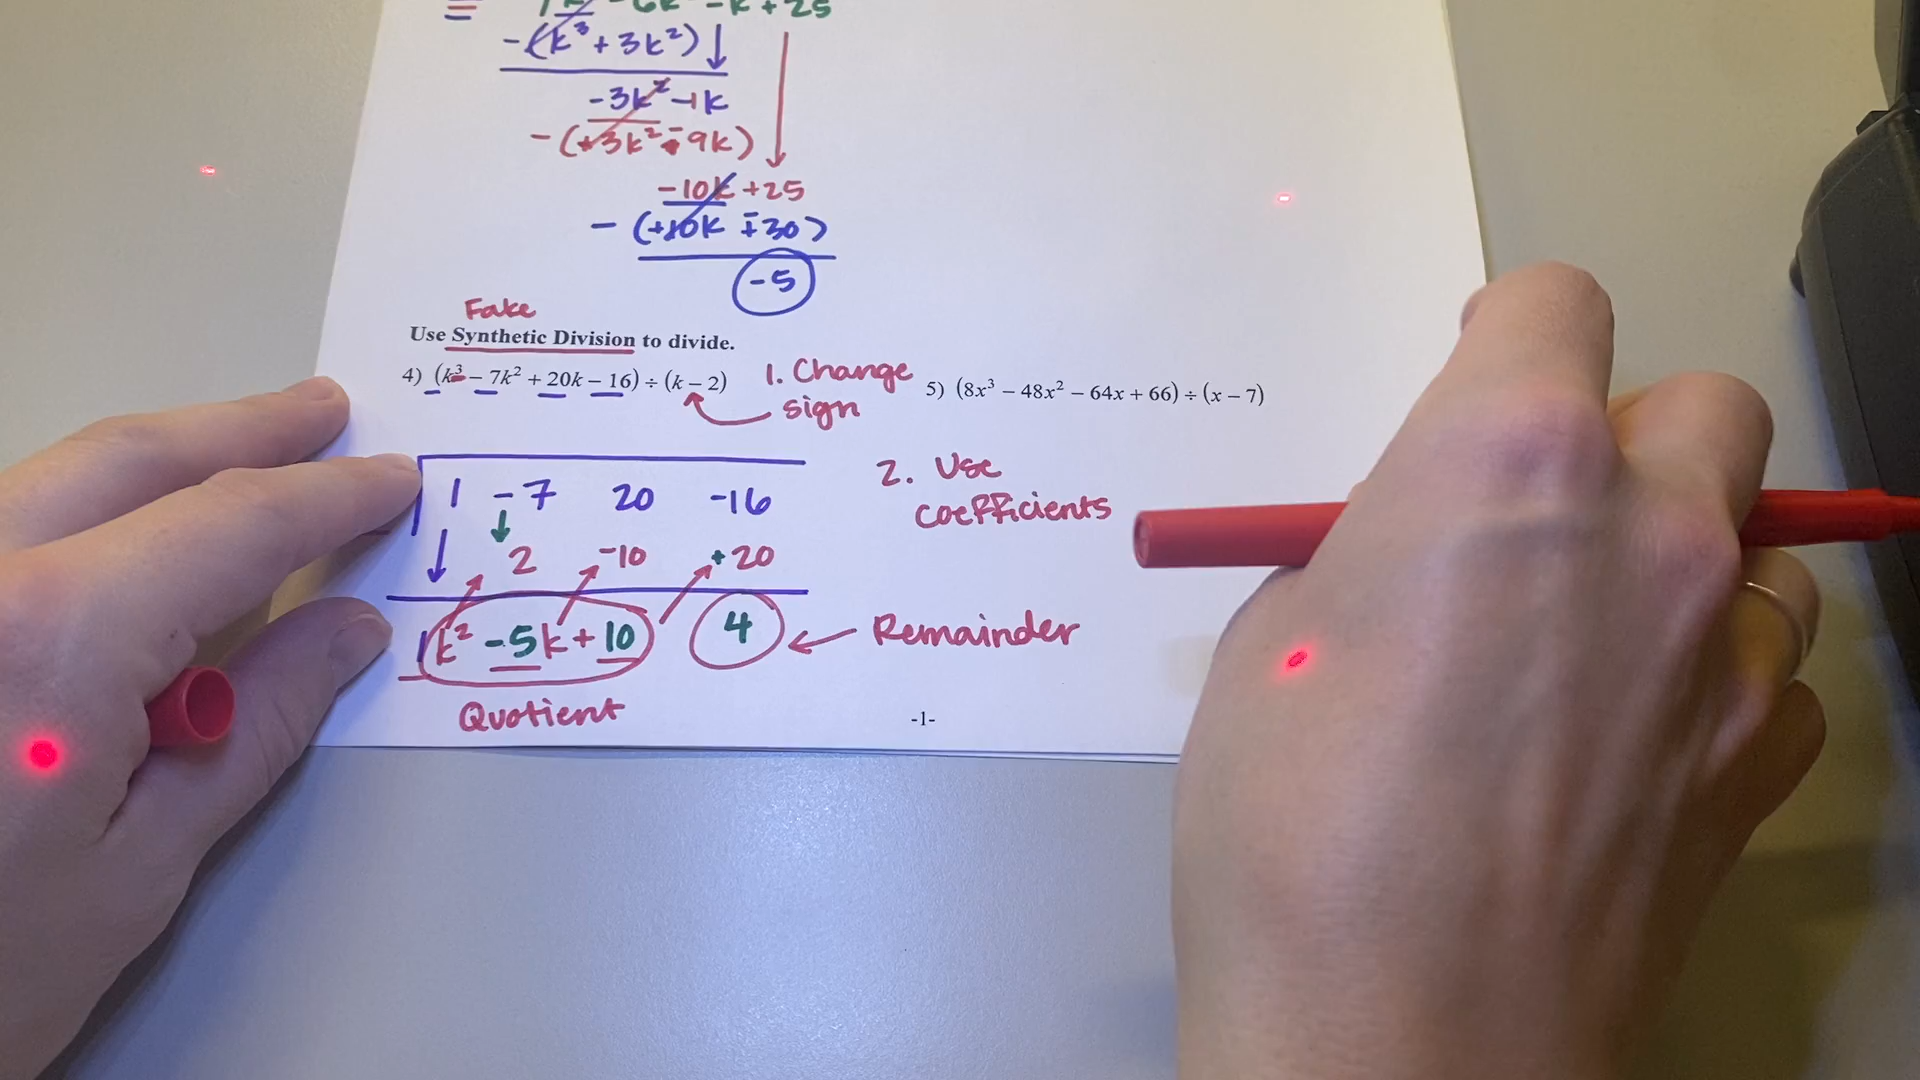 - 6k - k + 25
- (k³ + 3k²)
-3k² -1k
- (+3k² -9k)
-10k +25
- (+10k -30)
-5
Fake
Use Synthetic Division to divide.
4) (k³ − 7k² + 20k − 16) ÷ (k − 2)
1. Change
sign
5) (8x³ − 48x² − 64x + 66) ÷ (x − 7)
1 -7 20 -16
2 -10 +20
2. Use
coefficients
1k² -5k + 10 4
Remainder
Quotient
-1-